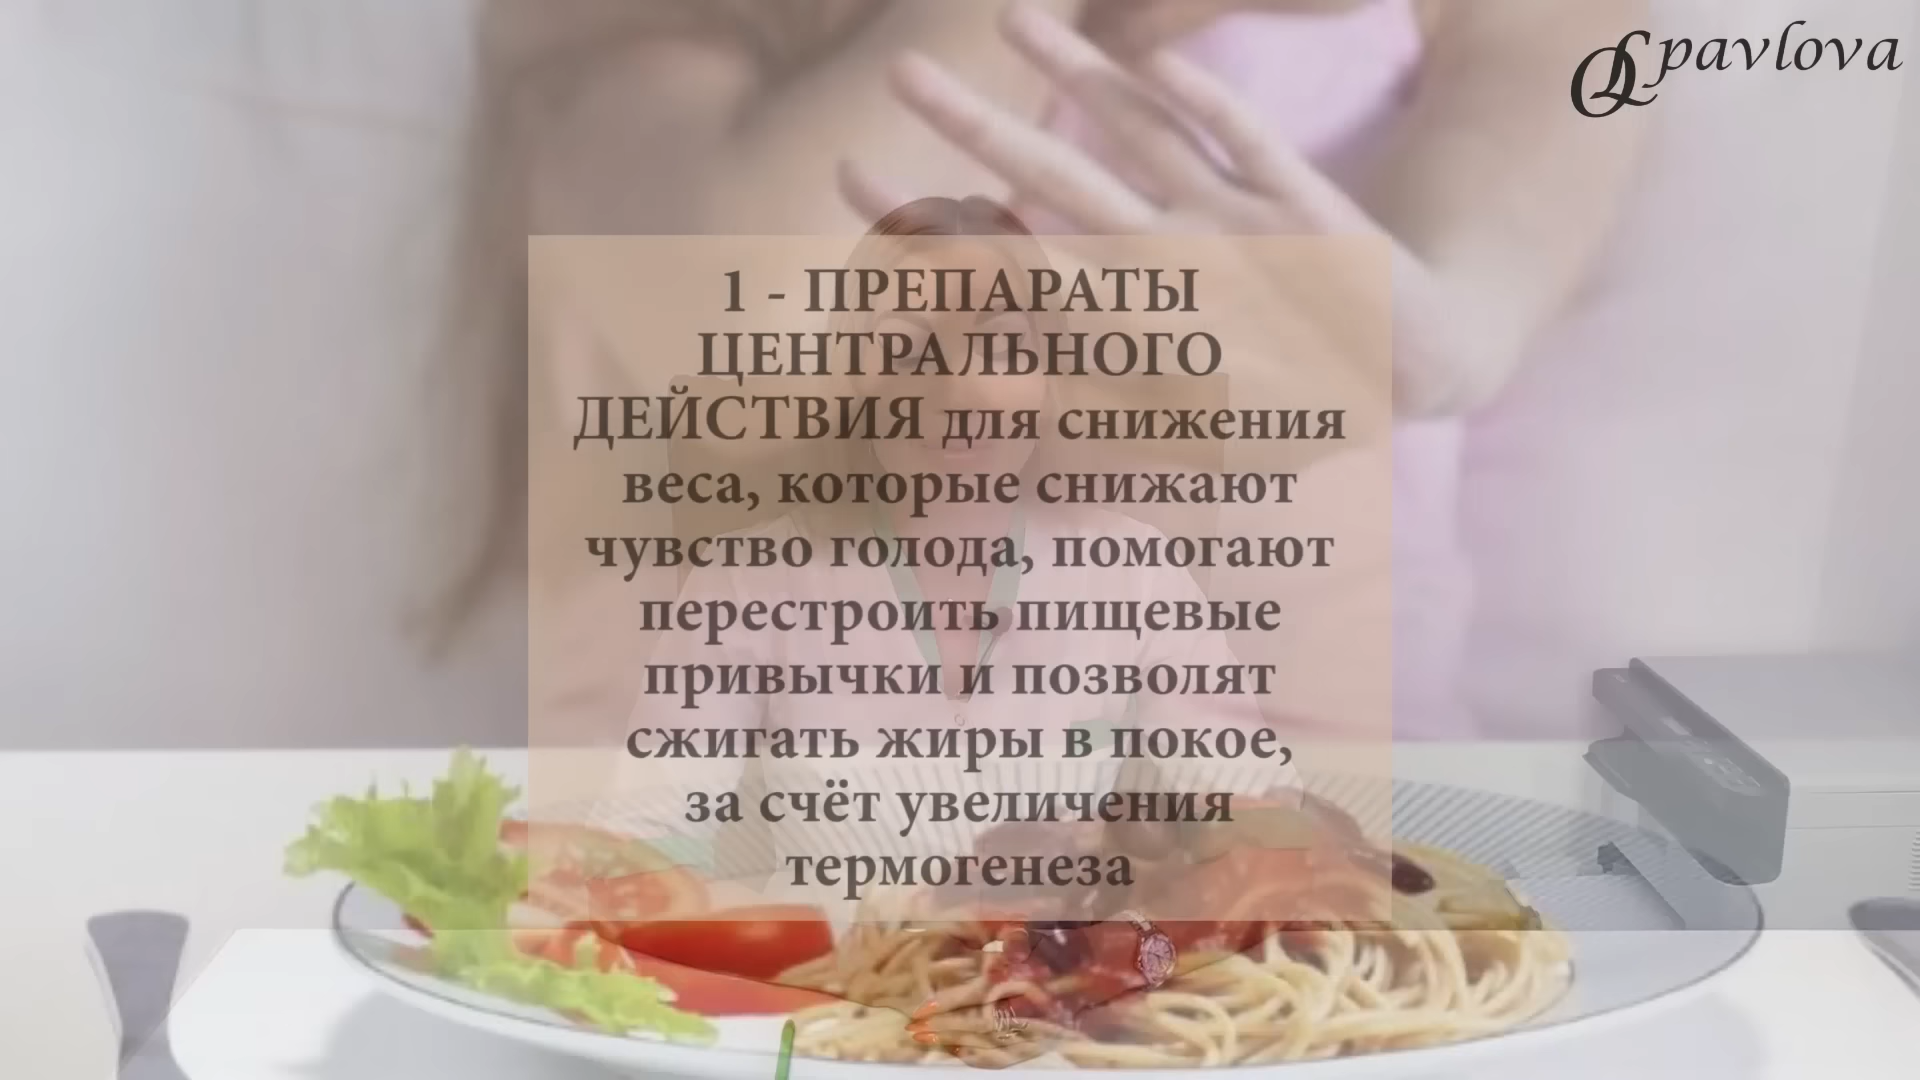 OLpavlova
1 - ПРЕПАРАТЫ
ЦЕНТРАЛЬНОГО
ДЕЙСТВИЯ для снижения
веса, которые снижают
чувство голода, помогают
перестроить пищевые
привычки и позволят
сжигать жиры в покое,
за счёт увеличения
термогенеза